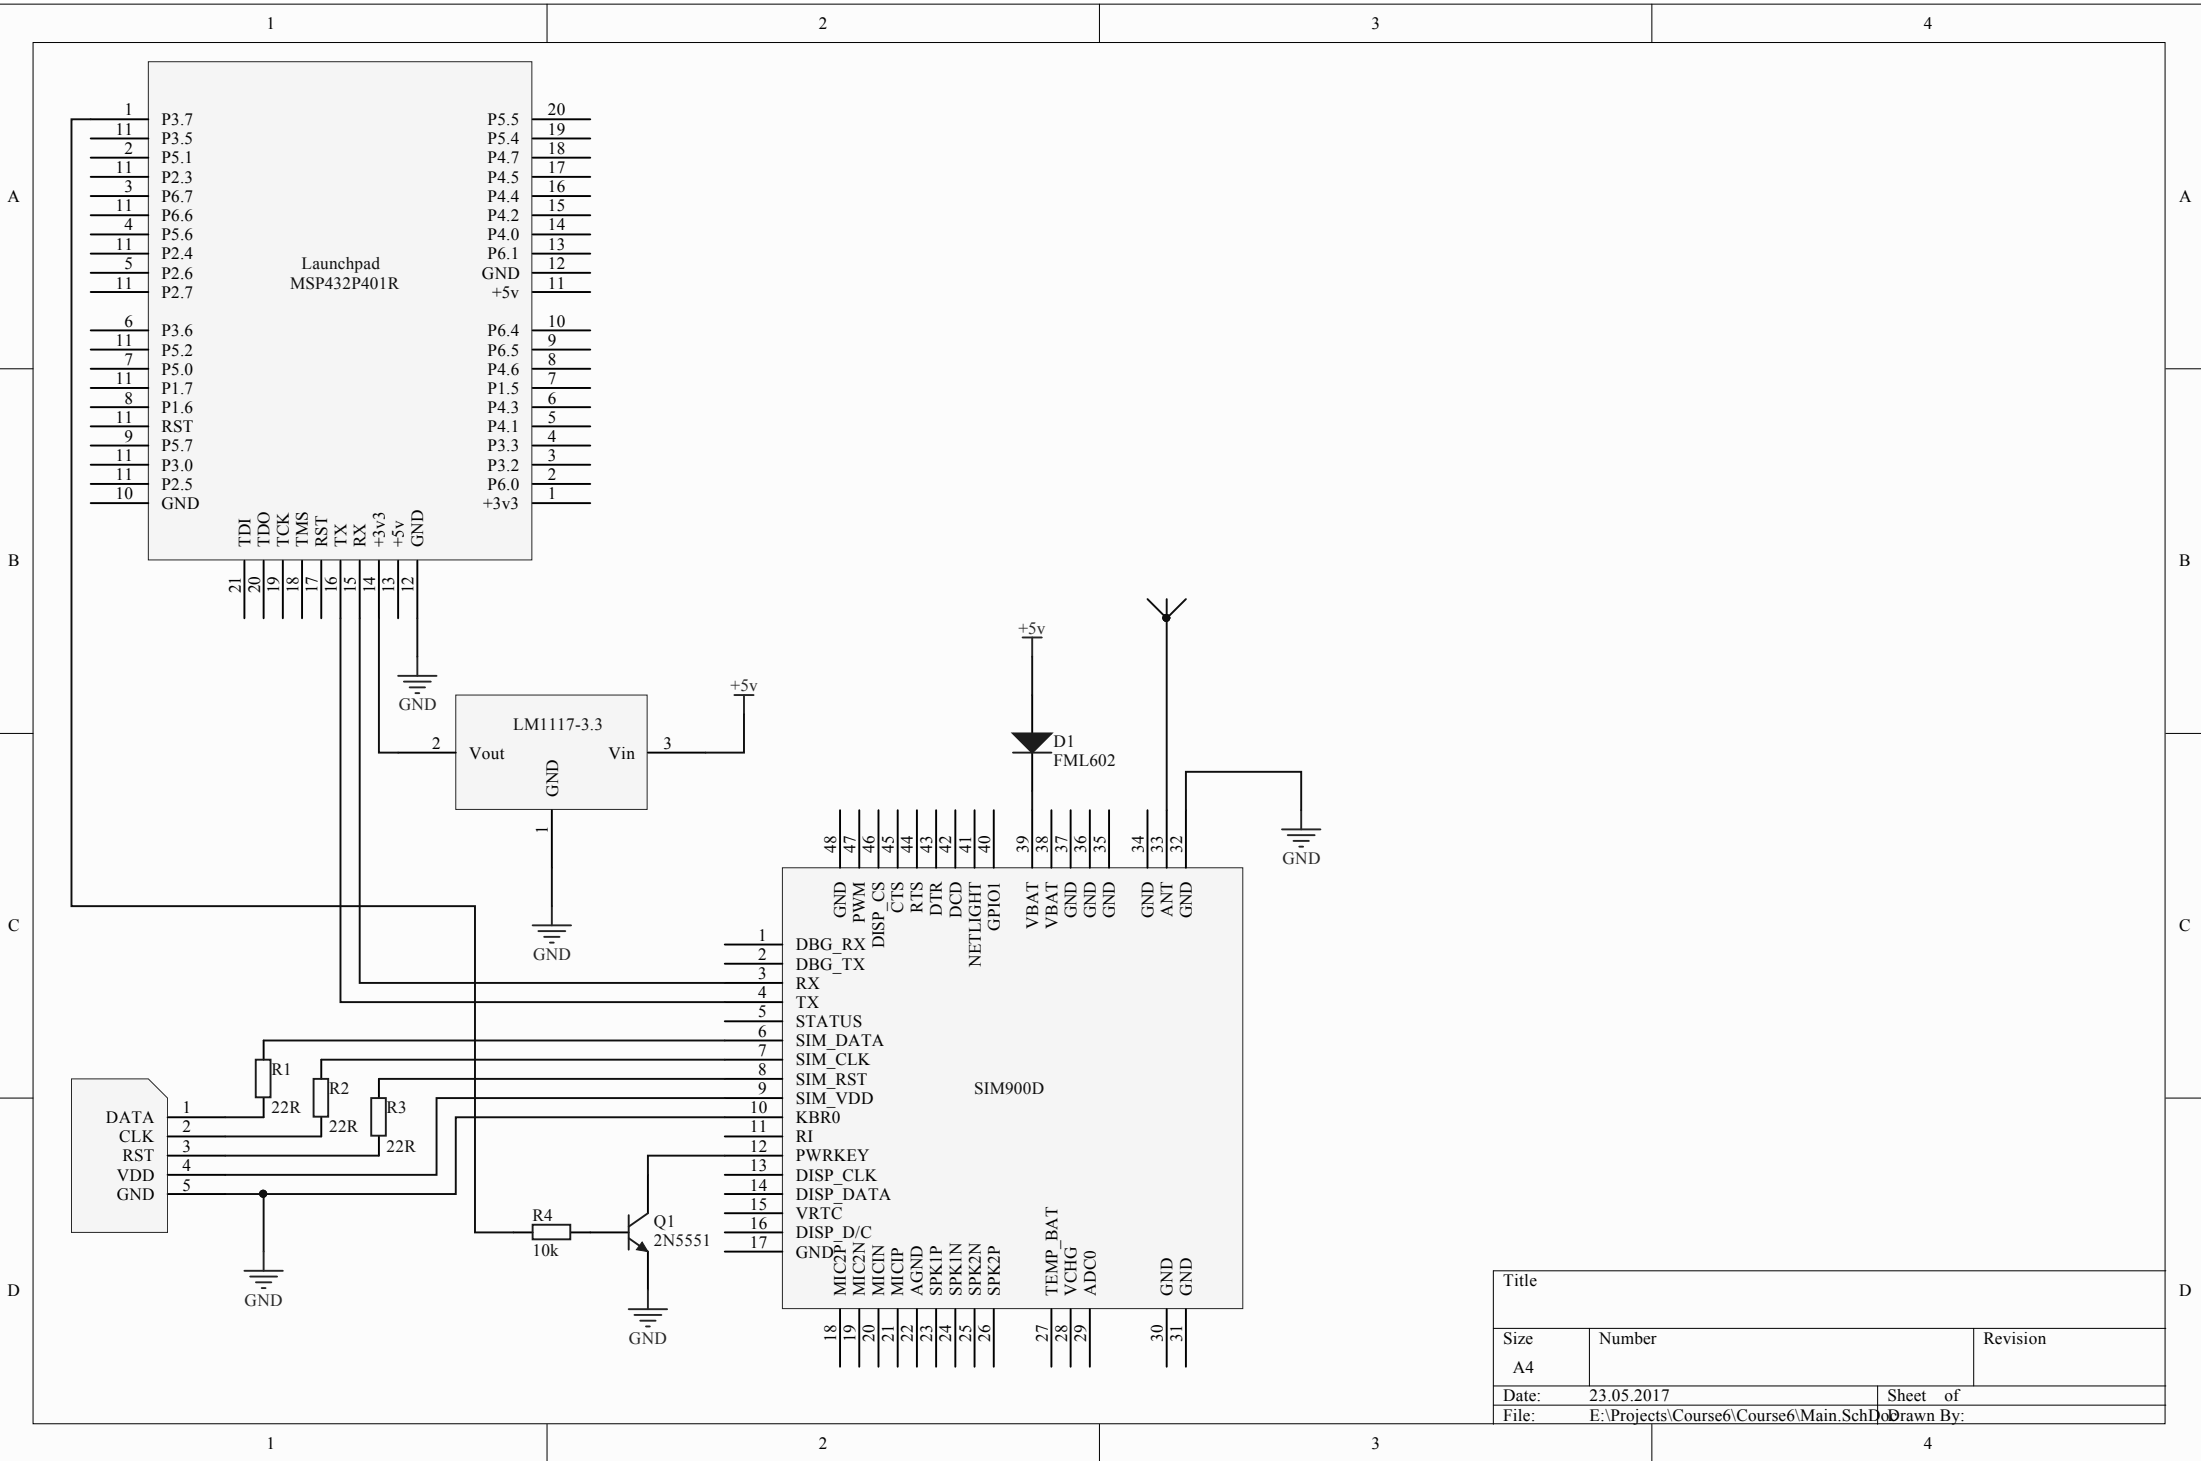 1 2 3 4
A A
B B
C C
D D
1 P3.7
11 P3.5
2 P5.1
11 P2.3
3 P6.7
11 P6.6
4 P5.6
11 P2.4
5 P2.6
11 P2.7
6 P3.6
11 P5.2
7 P5.0
11 P1.7
8 P1.6
11 RST
9 P5.7
11 P3.0
11 P2.5
10 GND
Launchpad
MSP432P401R
P5.5 20
P5.4 19
P4.7 18
P4.5 17
P4.4 16
P4.2 15
P4.0 14
P6.1 13
GND 12
+5v 11
P6.4 10
P6.5 9
P4.6 8
P1.5 7
P4.3 6
P4.1 5
P3.3 4
P3.2 3
P6.0 2
+3v3 1
TDI 21
TDO 20
TCK 19
TMS 18
RST 17
TX 16
RX 15
+3v3 14
+5v 13
GND 12
GND
LM1117-3.3
2 Vout
Vin 3
GND 1
+5v
GND
+5v
D1
FML602
GND
48 GND
47 PWM
46 DISP_CS
45 CTS
44 RTS
43 DTR
42 DCD
41 NETLIGHT
40 GPIO1
39 VBAT
38 VBAT
37 GND
36 GND
35 GND
34 GND
33 ANT
32 GND
1 DBG_RX
2 DBG_TX
3 RX
4 TX
5 STATUS
6 SIM_DATA
7 SIM_CLK
8 SIM_RST
9 SIM_VDD
10 KBR0
11 RI
12 PWRKEY
13 DISP_CLK
14 DISP_DATA
15 VRTC
16 DISP_D/C
17 GND
SIM900D
MIC2P 18
MIC2N 19
MICIN 20
MICIP 21
AGND 22
SPK1P 23
SPK1N 24
SPK2N 25
SPK2P 26
TEMP_BAT 27
VCHG 28
ADC0 29
GND 30
GND 31
R1
22R
R2
22R
R3
22R
DATA 1
CLK 2
RST 3
VDD 4
GND 5
GND
R4
10k
Q1
2N5551
GND
Title
Size Number Revision
A4
Date: 23.05.2017 Sheet of
File: E:\Projects\Course6\Course6\Main.SchDo Drawn By:
1 2 3 4